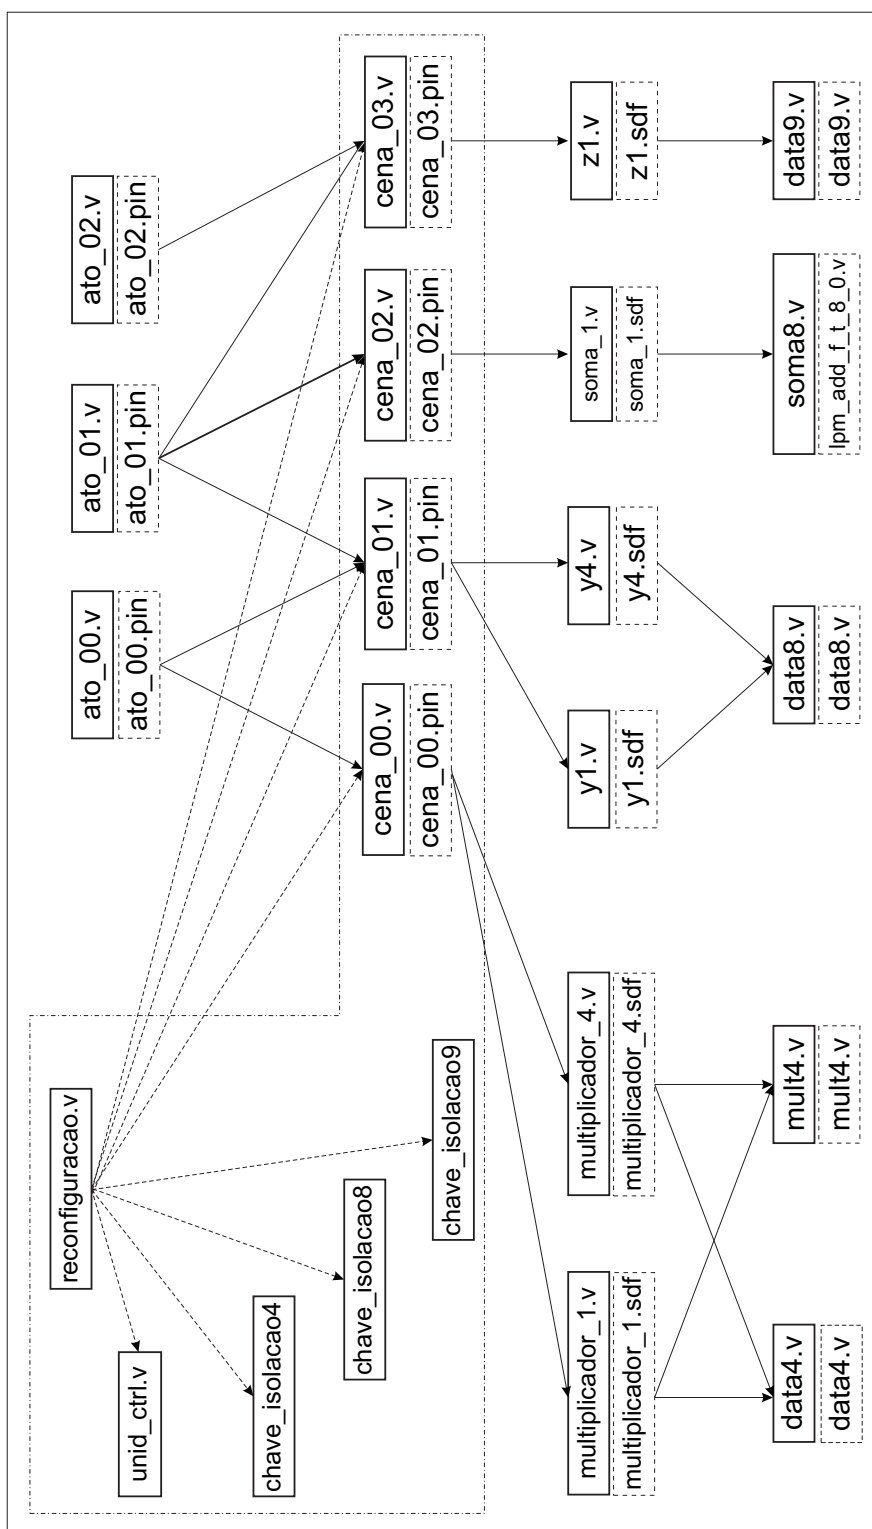 reconfiguracao.v
unid_ctrl.v
chave_isolacao4
chave_isolacao8
chave_isolacao9
ato_00.v
ato_00.pin
ato_01.v
ato_01.pin
ato_02.v
ato_02.pin
cena_00.v
cena_00.pin
cena_01.v
cena_01.pin
cena_02.v
cena_02.pin
cena_03.v
cena_03.pin
multiplicador_1.v
multiplicador_1.sdf
multiplicador_4.v
multiplicador_4.sdf
y1.v
y1.sdf
y4.v
y4.sdf
soma_1.v
soma_1.sdf
z1.v
z1.sdf
data4.v
data4.v
mult4.v
mult4.v
data8.v
data8.v
soma8.v
lpm_add_f_t_8_0.v
data9.v
data9.v